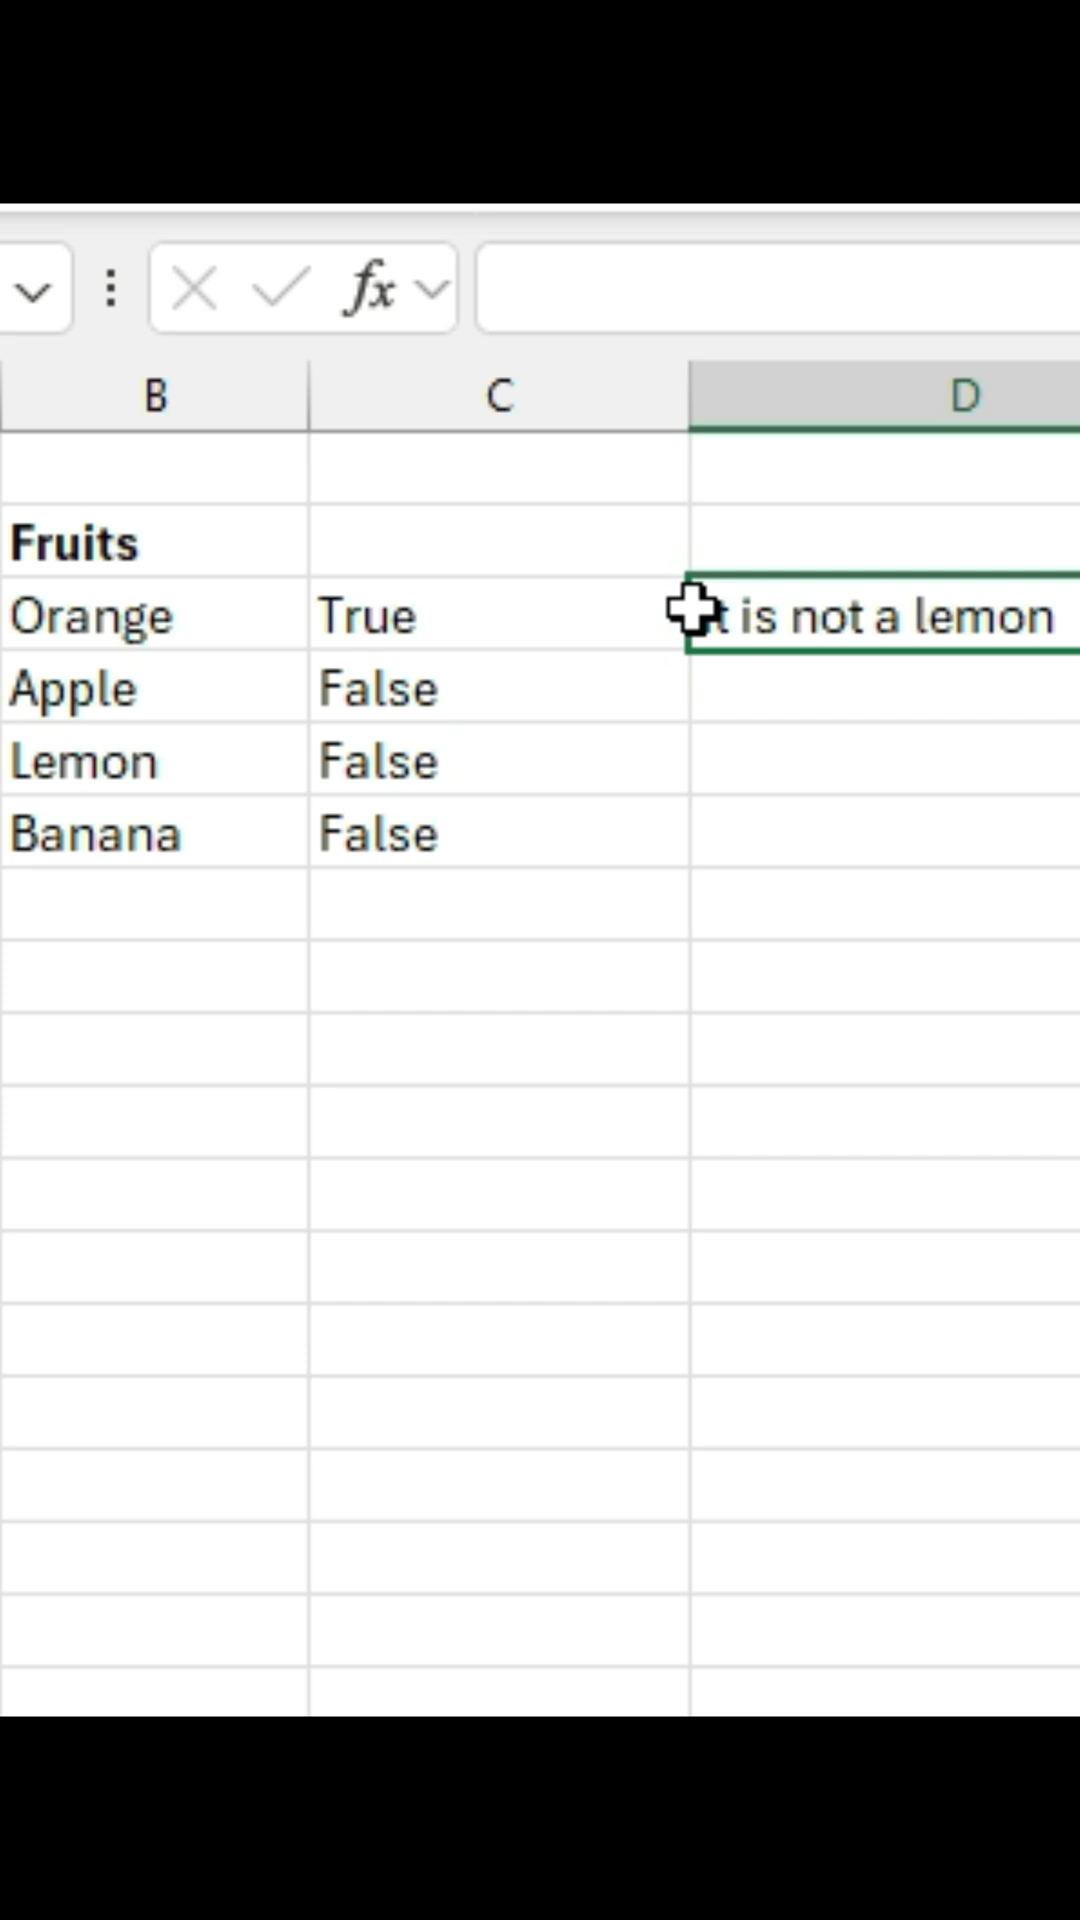 fx
B C D
Fruits
Orange True is not a lemon
Apple False
Lemon False
Banana False